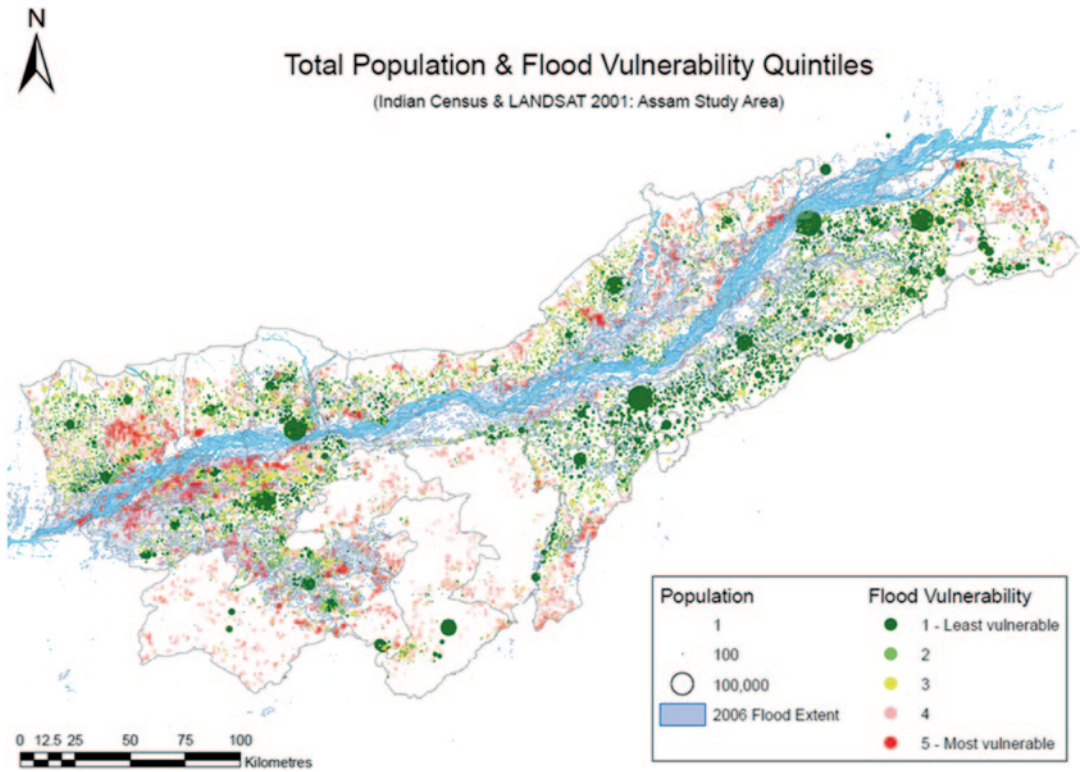 N
Total Population & Flood Vulnerability Quintiles
(Indian Census & LANDSAT 2001: Assam Study Area)
Population
1
100
100,000
2006 Flood Extent
Flood Vulnerability
1 - Least vulnerable
2
3
4
5 - Most vulnerable
0 12.5 25 50 75 100
Kilometres